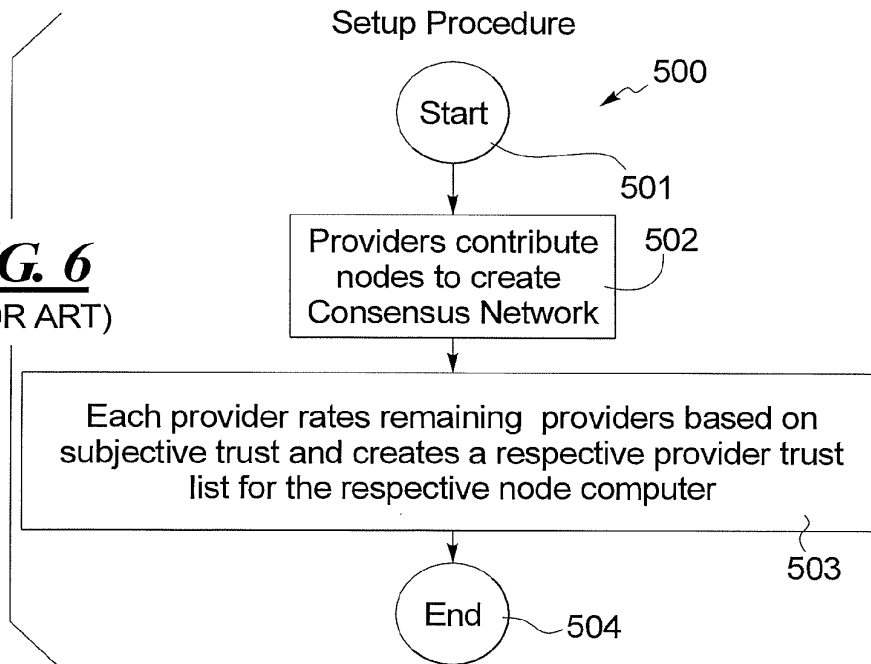 Setup Procedure
500
Start
501
Providers contribute
nodes to create
Consensus Network
502
G. 6
OR ART)
Each provider rates remaining providers based on
subjective trust and creates a respective provider trust
list for the respective node computer
503
End
504